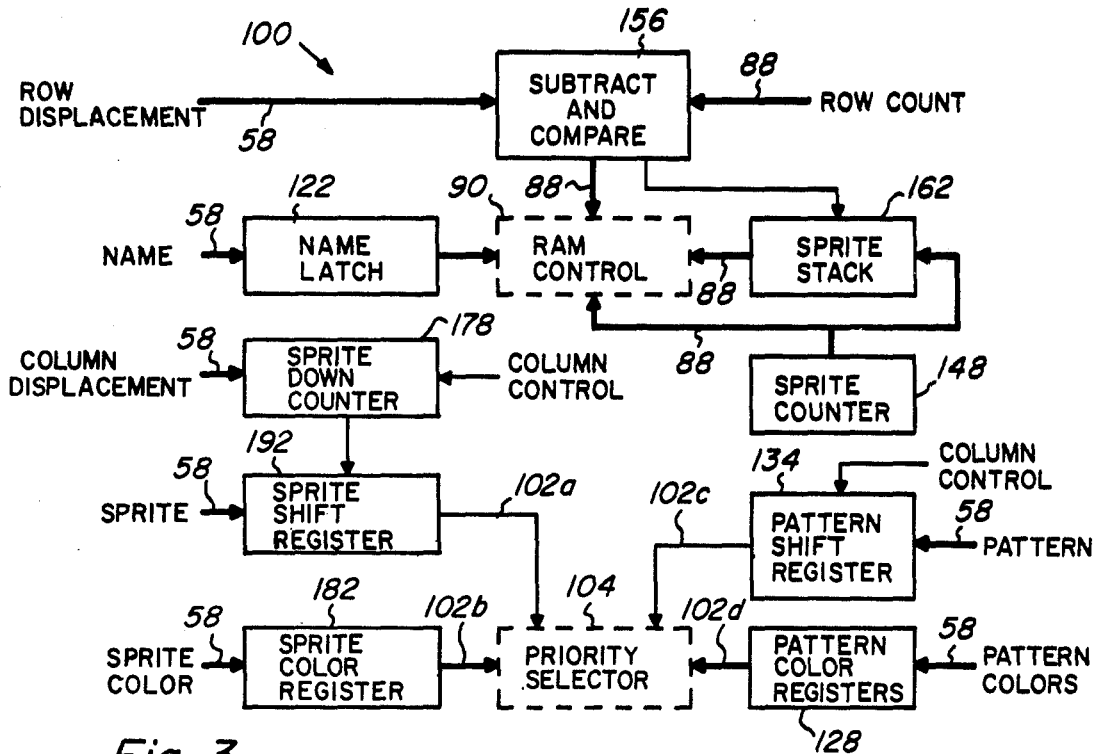 156
100
ROW
DISPLACEMENT
58
SUBTRACT
AND
COMPARE
88
ROW COUNT
122
90
88
162
58
NAME
NAME
LATCH
RAM
CONTROL
88
SPRITE
STACK
178
88
58
COLUMN
DISPLACEMENT
SPRITE
DOWN
COUNTER
COLUMN
CONTROL
SPRITE
COUNTER
148
192
134
COLUMN
CONTROL
58
SPRITE
SPRITE
SHIFT
REGISTER
102a
102c
PATTERN
SHIFT
REGISTER
58
PATTERN
182
104
58
SPRITE
COLOR
SPRITE
COLOR
REGISTER
102b
PRIORITY
SELECTOR
102d
PATTERN
COLOR
REGISTERS
58
PATTERN
COLORS
128
Fig. 3